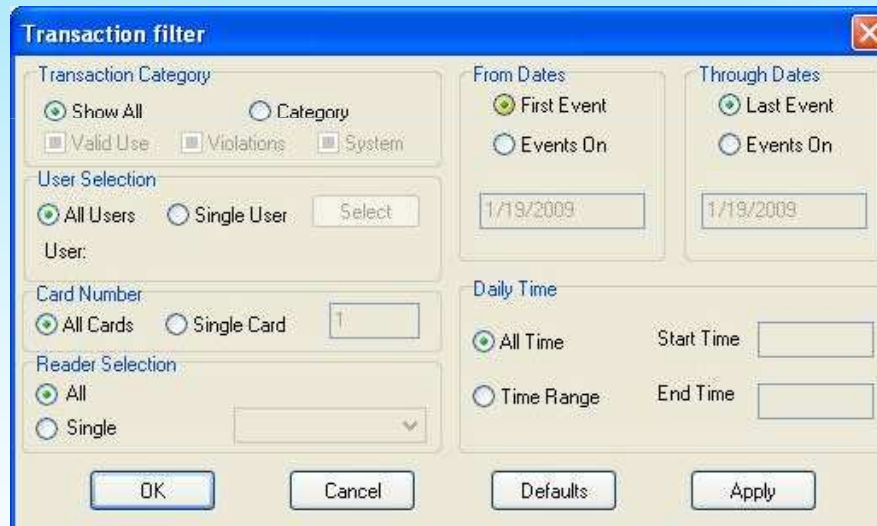 Transaction filter
Transaction Category
Show All
Category
Valid Use
Violations
System
User Selection
All Users
Single User
Select
User:
Card Number
All Cards
Single Card
1
Reader Selection
All
Single
From Dates
First Event
Events On
1/19/2009
Through Dates
Last Event
Events On
1/19/2009
Daily Time
All Time
Start Time
Time Range
End Time
OK
Cancel
Defaults
Apply